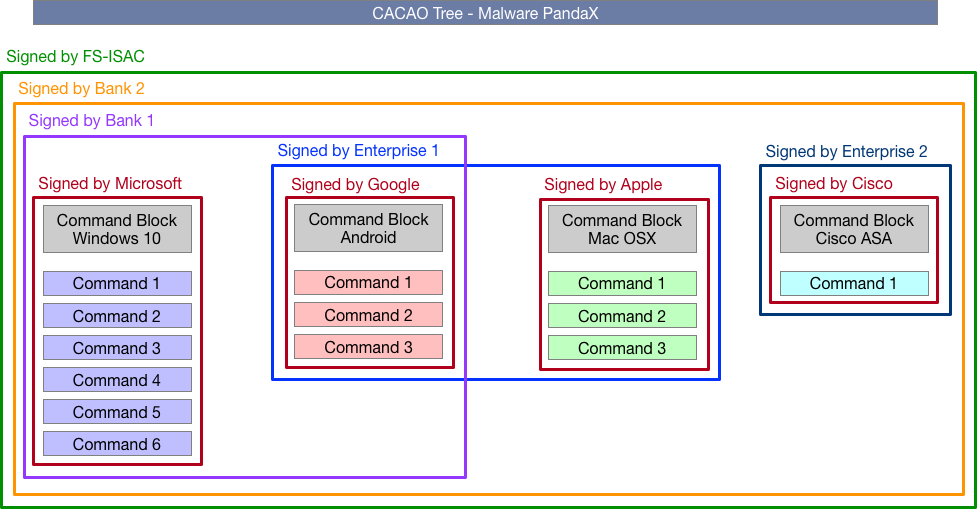 CACAO Tree - Malware PandaX
Signed by FS-ISAC
Signed by Bank 2
Signed by Bank 1
Signed by Enterprise 1
Signed by Enterprise 2
Signed by Microsoft
Command Block
Windows 10
Command 1
Command 2
Command 3
Command 4
Command 5
Command 6
Signed by Google
Command Block
Android
Command 1
Command 2
Command 3
Signed by Apple
Command Block
Mac OSX
Command 1
Command 2
Command 3
Signed by Cisco
Command Block
Cisco ASA
Command 1